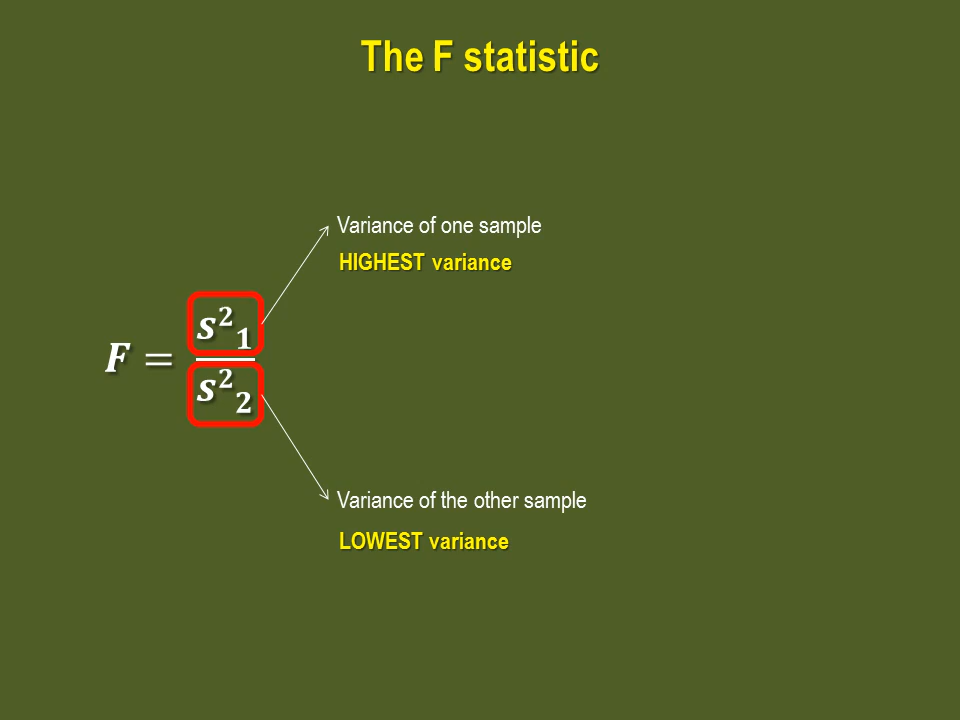 The F statistic
Variance of one sample
HIGHEST variance
F = s²₁ / s²₂
Variance of the other sample
LOWEST variance